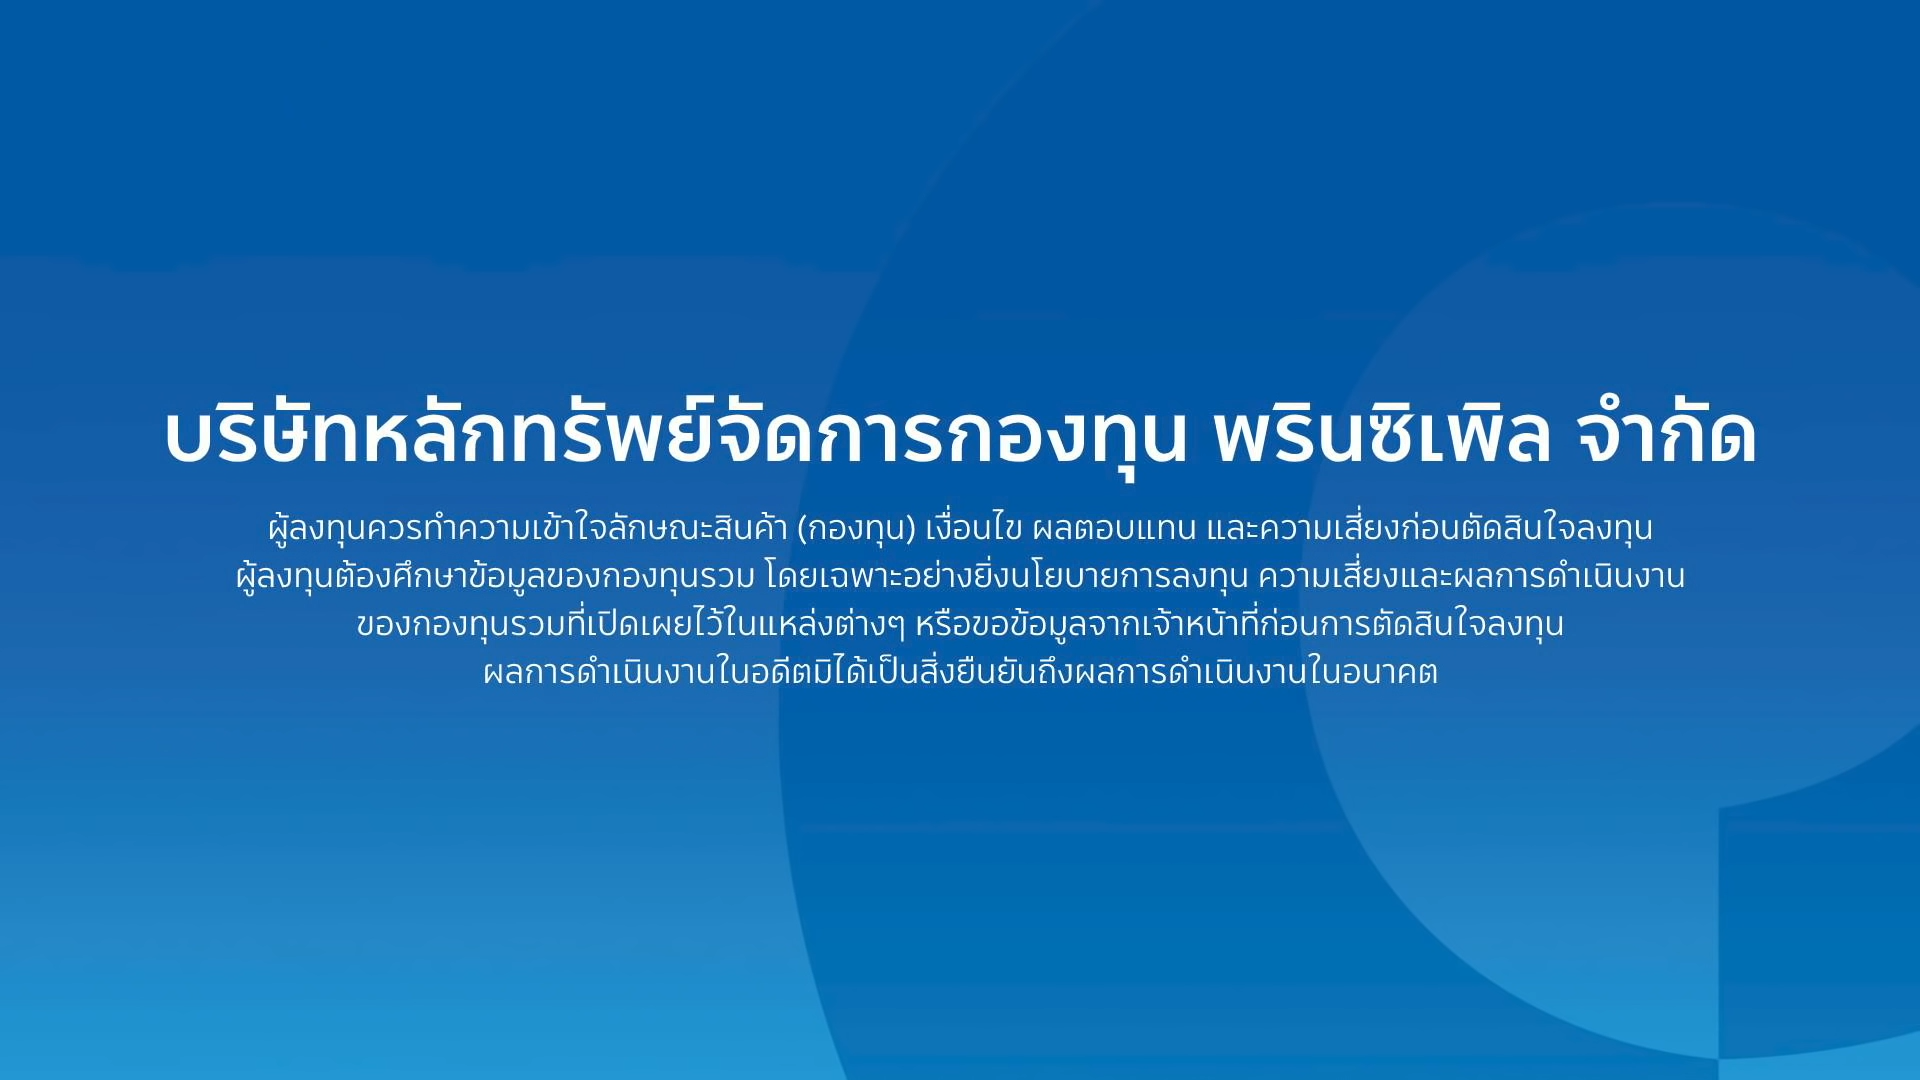 บริษัทหลักทรัพย์จัดการกองทุน พรินซิเพิล จำกัด
ผู้ลงทุนควรทำความเข้าใจลักษณะสินค้า (กองทุน) เงื่อนไข ผลตอบแทน และความเสี่ยงก่อนตัดสินใจลงทุน
ผู้ลงทุนต้องศึกษาข้อมูลของกองทุนรวม โดยเฉพาะอย่างยิ่งนโยบายการลงทุน ความเสี่ยงและผลการดำเนินงาน
ของกองทุนรวมที่เปิดเผยไว้ในแหล่งต่างๆ หรือขอข้อมูลจากเจ้าหน้าที่ก่อนการตัดสินใจลงทุน
ผลการดำเนินงานในอดีตมิได้เป็นสิ่งยืนยันถึงผลการดำเนินงานในอนาคต